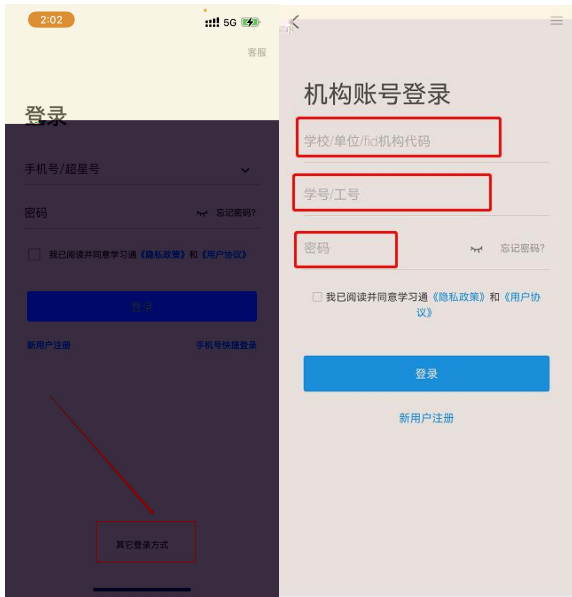 2:02
5G
客服
登录
手机号/超星号
密码
忘记密码?
我已阅读并同意学习通《隐私政策》和《用户协议》
登录
新用户注册
手机号快捷登录
其它登录方式
机构账号登录
学校/单位/fid机构代码
学号/工号
密码
忘记密码?
我已阅读并同意学习通《隐私政策》和《用户协
议》
登录
新用户注册